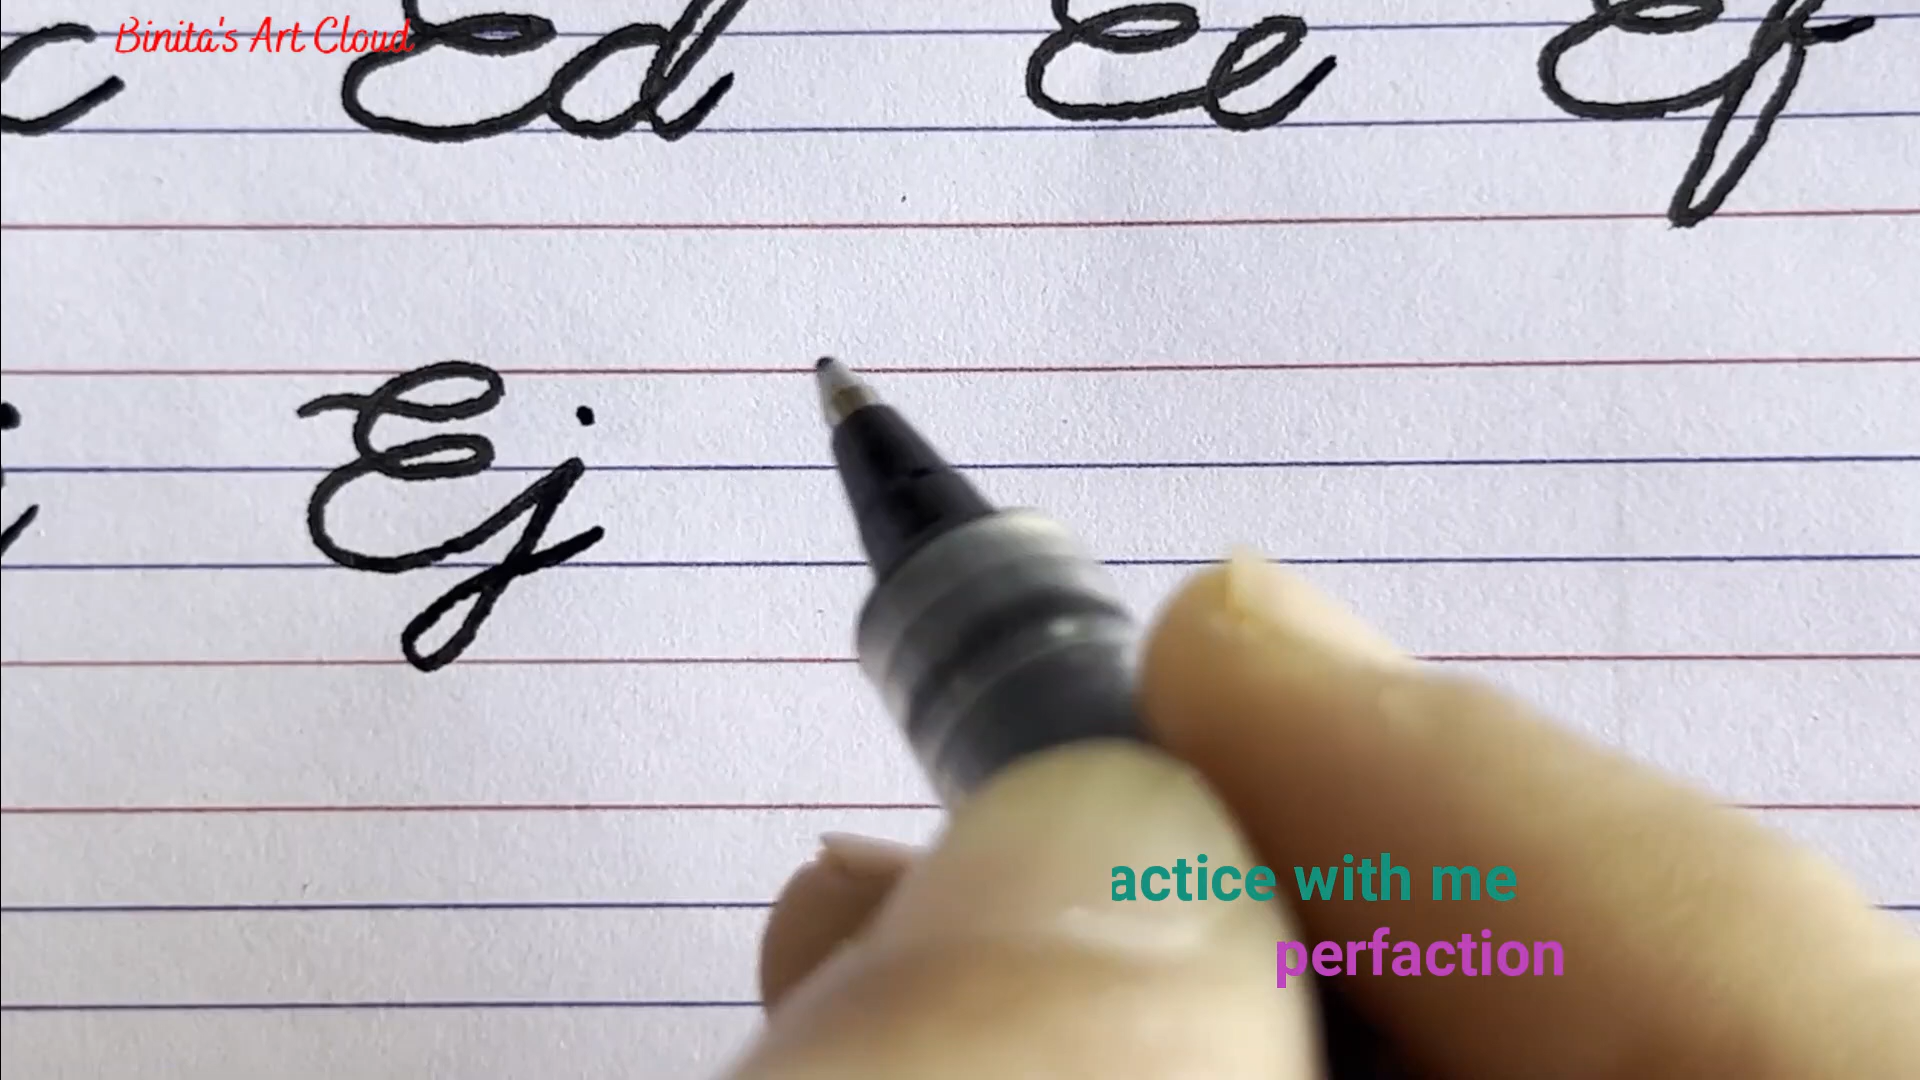 Binita's Art Cloud
c Ed Ee Ef
i Ej
actice with me
perfaction